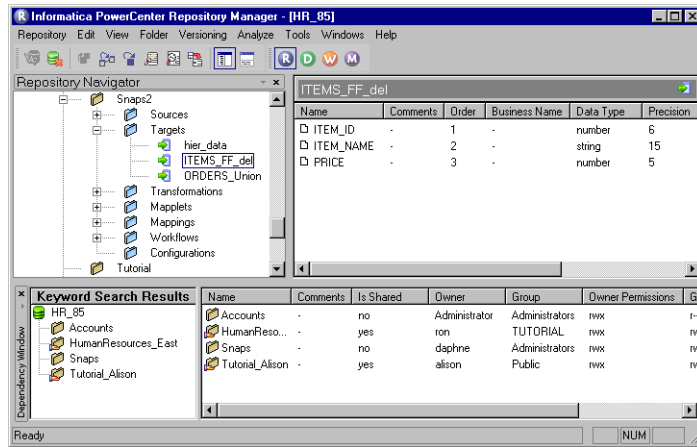 Informatica PowerCenter Repository Manager - [HR_85]
Repository Edit View Folder Versioning Analyze Tools Windows Help
R D W M
Repository Navigator
Snaps2
Sources
Targets
hier_data
ITEMS_FF_del
ORDERS_Union
Transformations
Mapplets
Mappings
Workflows
Configurations
Tutorial
ITEMS_FF_del
Name Comments Order Business Name Data Type Precision
ITEM_ID - 1 - number 6
ITEM_NAME - 2 - string 15
PRICE - 3 - number 5
Dependency Window
Keyword Search Results
HR_85
Accounts
HumanResources_East
Snaps
Tutorial_Alison
Name Comments Is Shared Owner Group Owner Permissions G
Accounts - no Administrator Administrators rwx r-
HumanReso... - yes ron TUTORIAL rwx
Snaps - no daphne Administrators rwx
Tutorial_Alison - yes alison Public rwx
Ready NUM